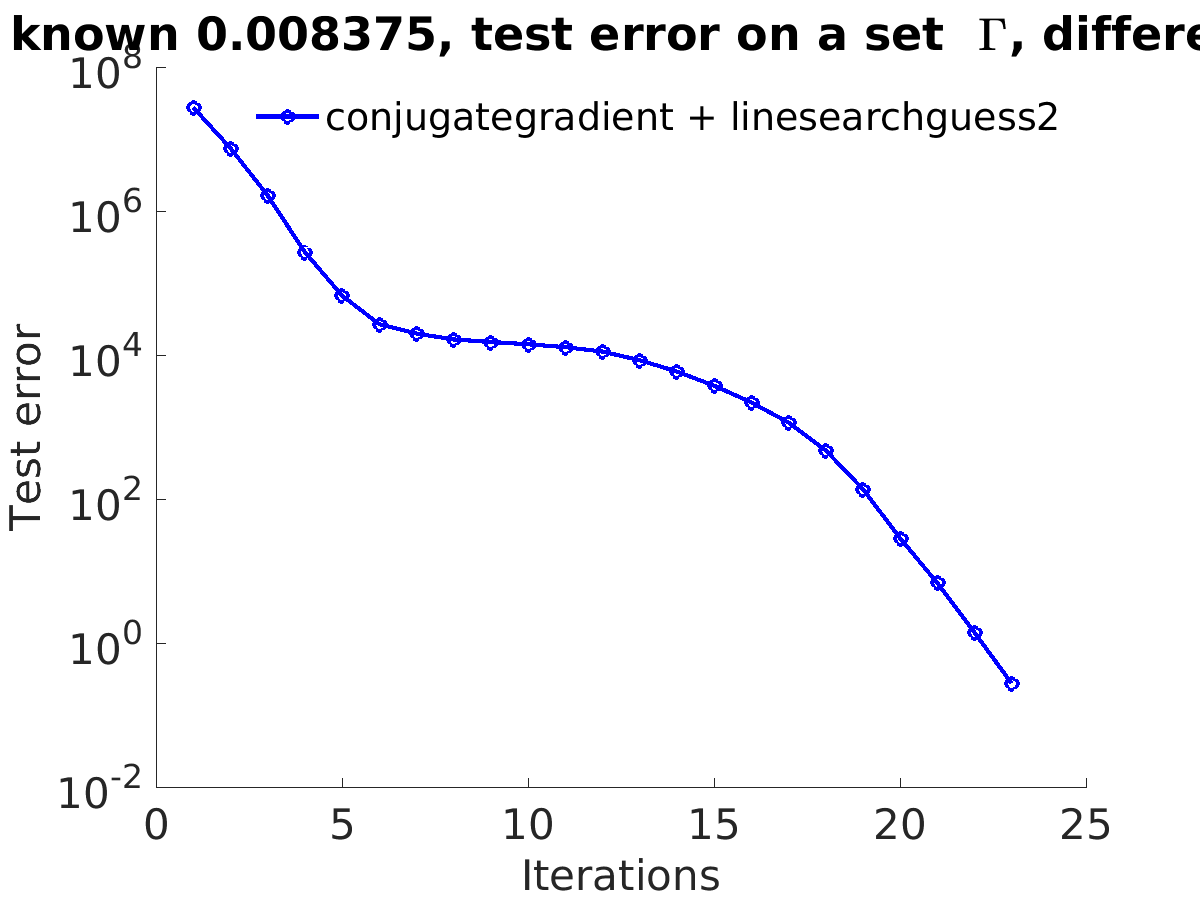 known 0.008375, test error on a set Γ, differe
10^8
conjugategradient + linesearchguess2
10^6
10^4
10^2
10^0
10^-2
Test error
0 5 10 15 20 25
Iterations